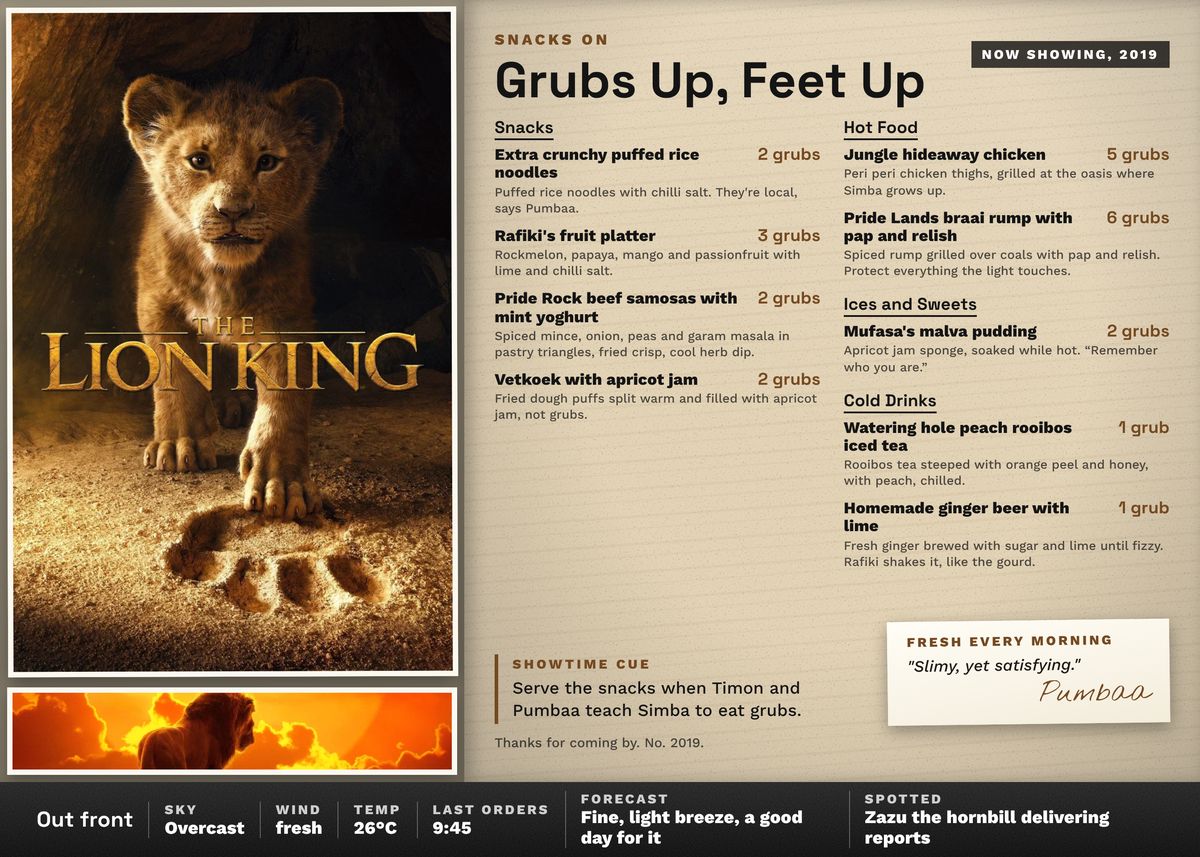 THE
LION KING
SNACKS ON
Grubs Up, Feet Up
NOW SHOWING, 2019
Snacks
Extra crunchy puffed rice
noodles
2 grubs
Puffed rice noodles with chilli salt. They're local,
says Pumbaa.
Rafiki's fruit platter
3 grubs
Rockmelon, papaya, mango and passionfruit with
lime and chilli salt.
Pride Rock beef samosas with
mint yoghurt
2 grubs
Spiced mince, onion, peas and garam masala in
pastry triangles, fried crisp, cool herb dip.
Vetkoek with apricot jam
2 grubs
Fried dough puffs split warm and filled with apricot
jam, not grubs.
Hot Food
Jungle hideaway chicken
5 grubs
Peri peri chicken thighs, grilled at the oasis where
Simba grows up.
Pride Lands braai rump with
pap and relish
6 grubs
Spiced rump grilled over coals with pap and relish.
Protect everything the light touches.
Ices and Sweets
Mufasa's malva pudding
2 grubs
Apricot jam sponge, soaked while hot. “Remember
who you are.”
Cold Drinks
Watering hole peach rooibos
iced tea
1 grub
Rooibos tea steeped with orange peel and honey,
with peach, chilled.
Homemade ginger beer with
lime
1 grub
Fresh ginger brewed with sugar and lime until fizzy.
Rafiki shakes it, like the gourd.
SHOWTIME CUE
Serve the snacks when Timon and
Pumbaa teach Simba to eat grubs.
Thanks for coming by. No. 2019.
FRESH EVERY MORNING
"Slimy, yet satisfying."
Pumbaa
Out front
SKY
Overcast
WIND
fresh
TEMP
26°C
LAST ORDERS
9:45
FORECAST
Fine, light breeze, a good
day for it
SPOTTED
Zazu the hornbill delivering
reports